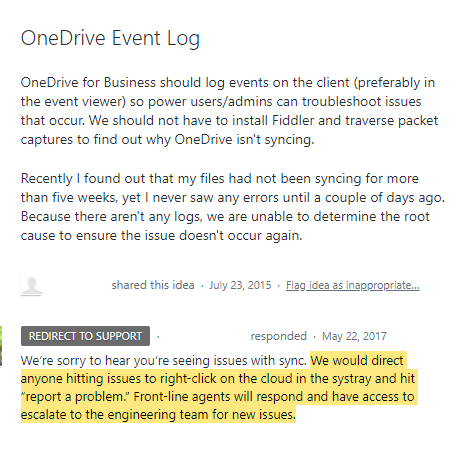 OneDrive Event Log
OneDrive for Business should log events on the client (preferably in
the event viewer) so power users/admins can troubleshoot issues
that occur. We should not have to install Fiddler and traverse packet
captures to find out why OneDrive isn't syncing.
Recently I found out that my files had not been syncing for more
than five weeks, yet I never saw any errors until a couple of days ago.
Because there aren't any logs, we are unable to determine the root
cause to ensure the issue doesn't occur again.
shared this idea · July 23, 2015 · Flag idea as inappropriate…
REDIRECT TO SUPPORT · responded · May 22, 2017
We're sorry to hear you're seeing issues with sync. We would direct
anyone hitting issues to right-click on the cloud in the systray and hit
“report a problem.” Front-line agents will respond and have access to
escalate to the engineering team for new issues.